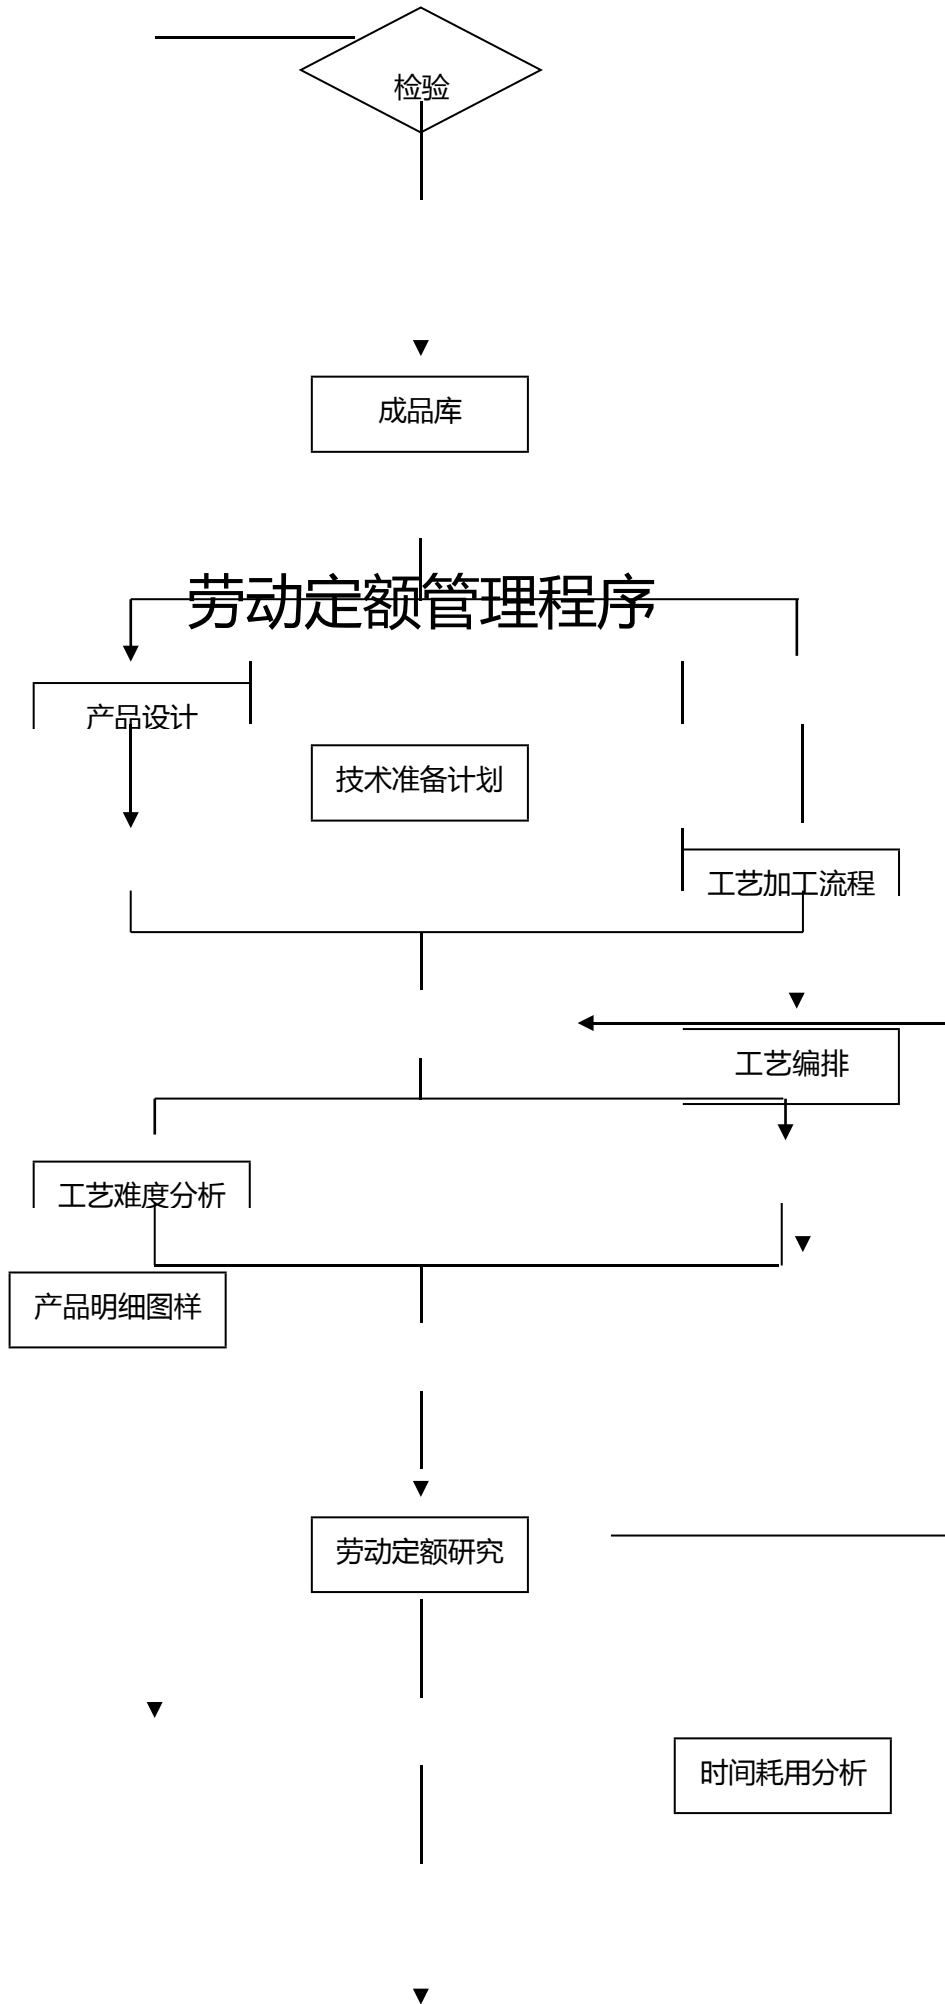 检验
成品库
劳动定额管理程序
产品设计
技术准备计划
工艺加工流程
工艺编排
工艺难度分析
产品明细图样
劳动定额研究
时间耗用分析